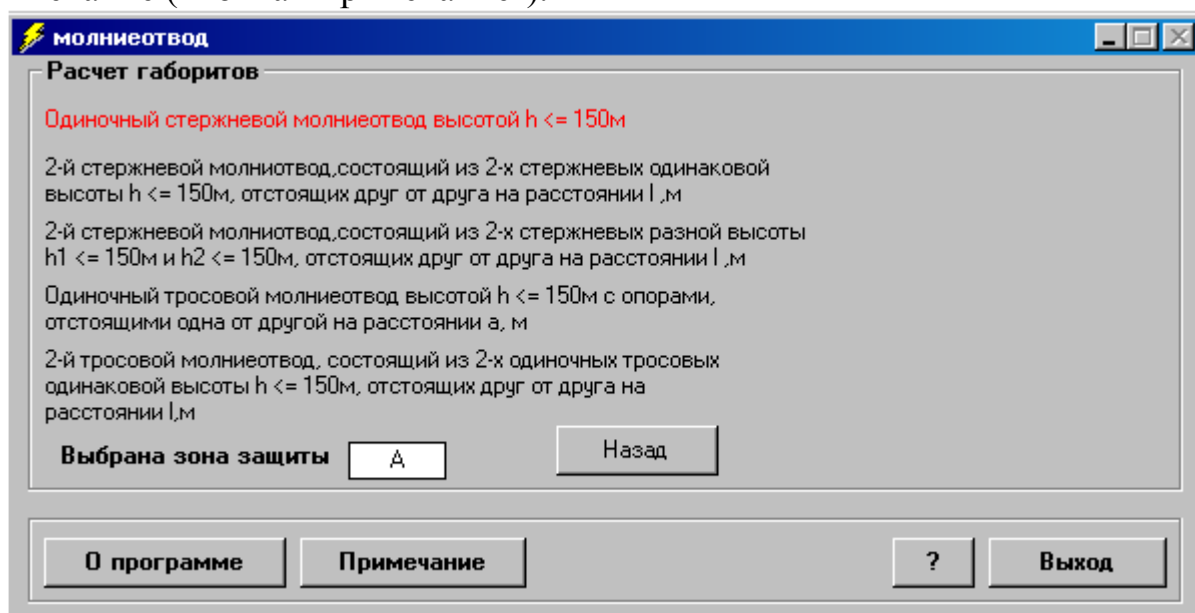 молниеотвод
Расчет габоритов
Одиночный стержневой молниеотвод высотой h <= 150м
2-й стержневой молниотвод,состоящий из 2-х стержневых одинаковой
высоты h <= 150м, отстоящих друг от друга на расстоянии l ,м
2-й стержневой молниотвод,состоящий из 2-х стержневых разной высоты
h1 <= 150м и h2 <= 150м, отстоящих друг от друга на расстоянии l ,м
Одиночный тросовой молниеотвод высотой h <= 150м с опорами,
отстоящими одна от другой на расстоянии а, м
2-й тросовой молниеотвод, состоящий из 2-х одиночных тросовых
одинаковой высоты h <= 150м, отстоящих друг от друга на
расстоянии l,м
Выбрана зона защиты А Назад
О программе Примечание ? Выход